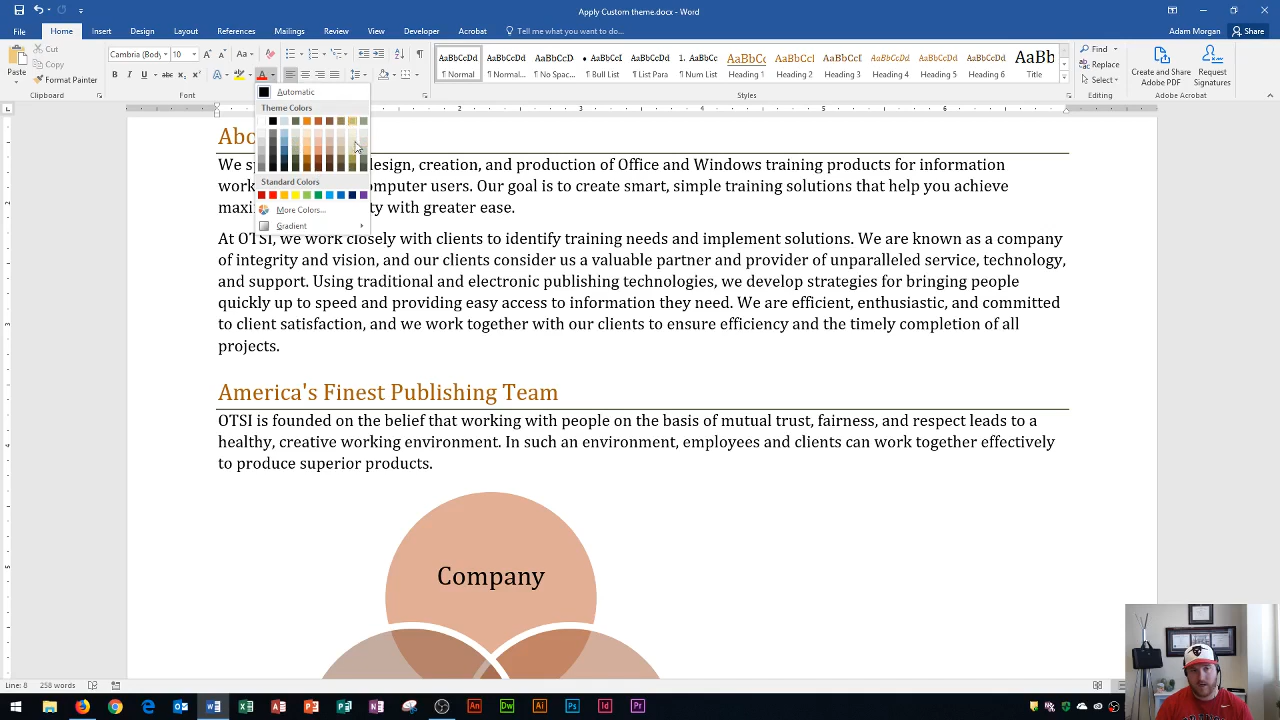 Apply Custom theme.docx - Word
Adam Morgan
Share
File Home Insert Design Layout References Mailings Review View Acrobat Tell me what you want to do...
Paste
Cut
Copy
Format Painter
Clipboard
Cambria (Body) 10
Font
Paragraph
AaBbCcDd AaBbCcDd AaBbCcD AaBbCcI AaBbCcDd 1. AaBbCc AaBbCc AaBbCcI AaBbCcI AaBbCcDd AaBbCcDd AaBbCcDd AaBb
¶ Normal ¶ Normal... ¶ No Spac... ¶ Bull List ¶ List Para ¶ Num List Heading 1 Heading 2 Heading 3 Heading 4 Heading 5 Heading 6 Title
Styles
Find
Replace
Select
Editing
Create and Share Adobe PDF
Request Signatures
Adobe Acrobat
Automatic
Theme Colors
Standard Colors
More Colors...
Gradient
Abo
We sp design, creation, and production of Office and Windows training products for information
work omputer users. Our goal is to create smart, simple training solutions that help you achieve
maxi ty with greater ease.
At OTSI, we work closely with clients to identify training needs and implement solutions. We are known as a company
of integrity and vision, and our clients consider us a valuable partner and provider of unparalleled service, technology,
and support. Using traditional and electronic publishing technologies, we develop strategies for bringing people
quickly up to speed and providing easy access to information they need. We are efficient, enthusiastic, and committed
to client satisfaction, and we work together with our clients to ensure efficiency and the timely completion of all
projects.
America's Finest Publishing Team
OTSI is founded on the belief that working with people on the basis of mutual trust, fairness, and respect leads to a
healthy, creative working environment. In such an environment, employees and clients can work together effectively
to produce superior products.
Company
Line: 8 258 words